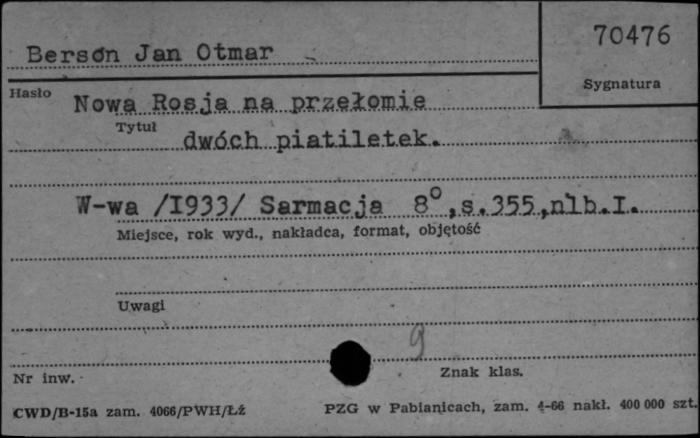 Berson Jan Otmar
70476
Sygnatura
Hasło
Nowa Rosja na przełomie
Tytuł
dwóch piatiletek.
W-wa /1933/ Sarmacja 8°,s.355,nlb.I.
Miejsce, rok wyd., nakładca, format, objętość
Uwagi
9
Nr inw.
Znak klas.
CWD/B-15a zam. 4066/PWH/Łź
PZG w Pabianicach, zam. 4-66 nakł. 400 000 szt.